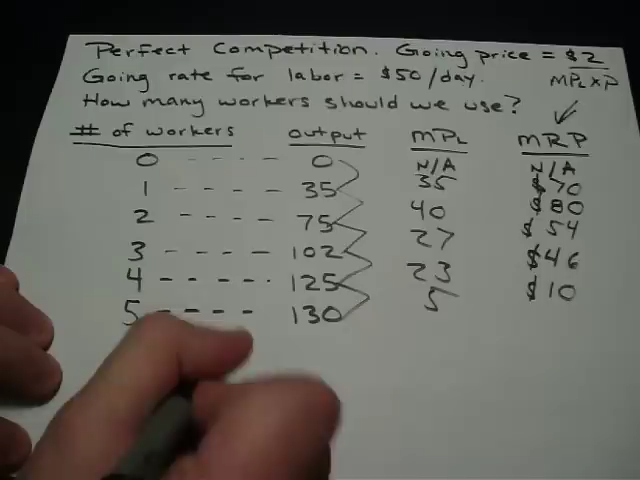 Perfect Competition. Going price = $2
Going rate for labor = $50/day. MPL x P
How many workers should we use?
# of workers output MPL MRP
0 - - - - 0 N/A N/A
1 - - - - 35 35 $70
2 - - - - 75 40 $80
3 - - - - 102 27 $54
4 - - - - - 125 23 $46
5 - - - - 130 5 $10